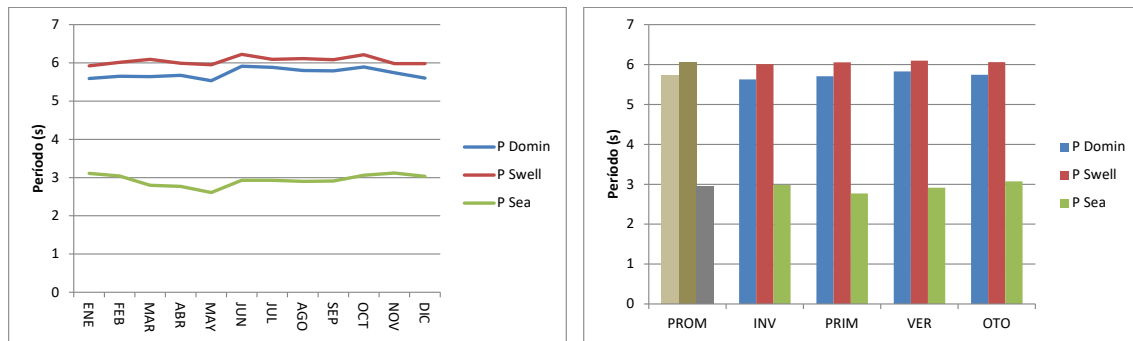 7
6
5
4
3
2
1
0
Período (s)
ENE FEB MAR ABR MAY JUN JUL AGO SEP OCT NOV DIC
P Domin
P Swell
P Sea
7
6
5
4
3
2
1
0
Período (s)
PROM INV PRIM VER OTO
P Domin
P Swell
P Sea